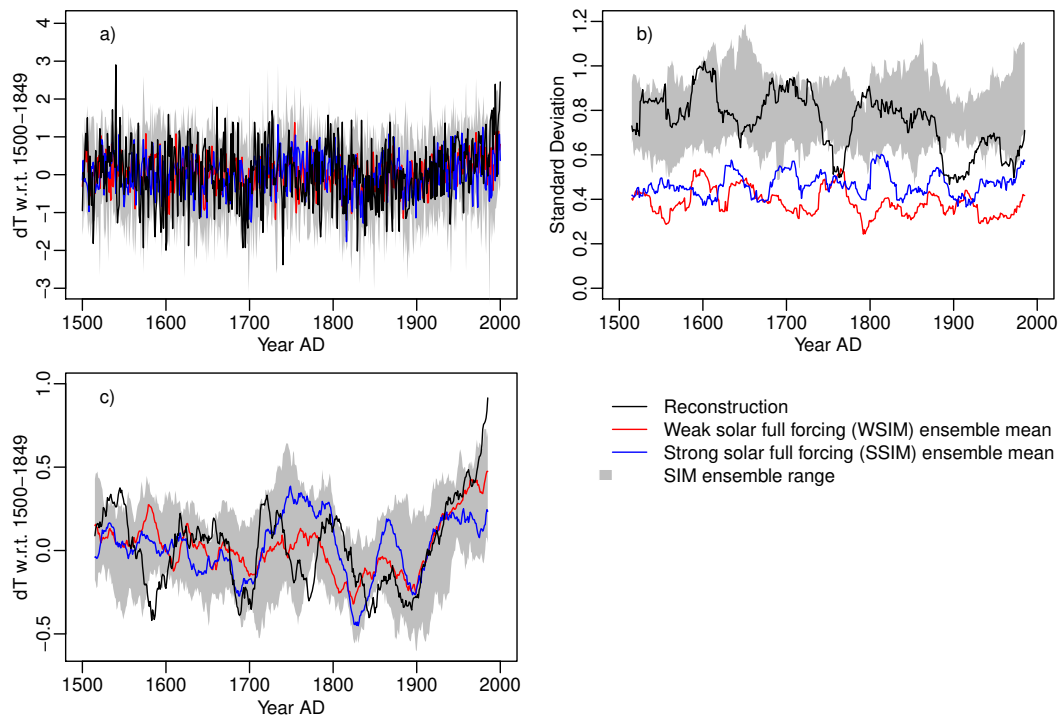 a)
dT w.r.t. 1500−1849
4
3
2
1
0
−1
−2
−3
1500 1600 1700 1800 1900 2000
Year AD
b)
Standard Deviation
1.2
1.0
0.8
0.6
0.4
0.2
0.0
1500 1600 1700 1800 1900 2000
Year AD
c)
dT w.r.t. 1500−1849
1.0
0.5
0.0
−0.5
1500 1600 1700 1800 1900 2000
Year AD
Reconstruction
Weak solar full forcing (WSIM) ensemble mean
Strong solar full forcing (SSIM) ensemble mean
SIM ensemble range